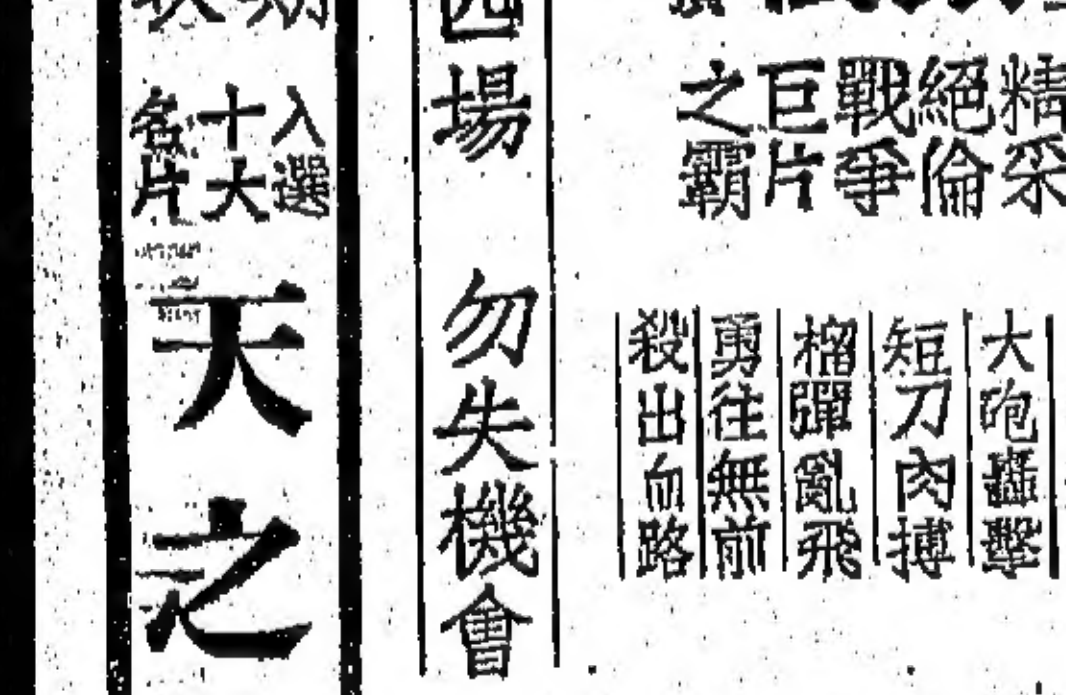 精采
絕倫
戰爭
巨片
之霸
大砲轟擊
短刀肉搏
榴彈亂飛
勇往無前
殺出血路
場 勿失機會
入選
十大
名片
天之